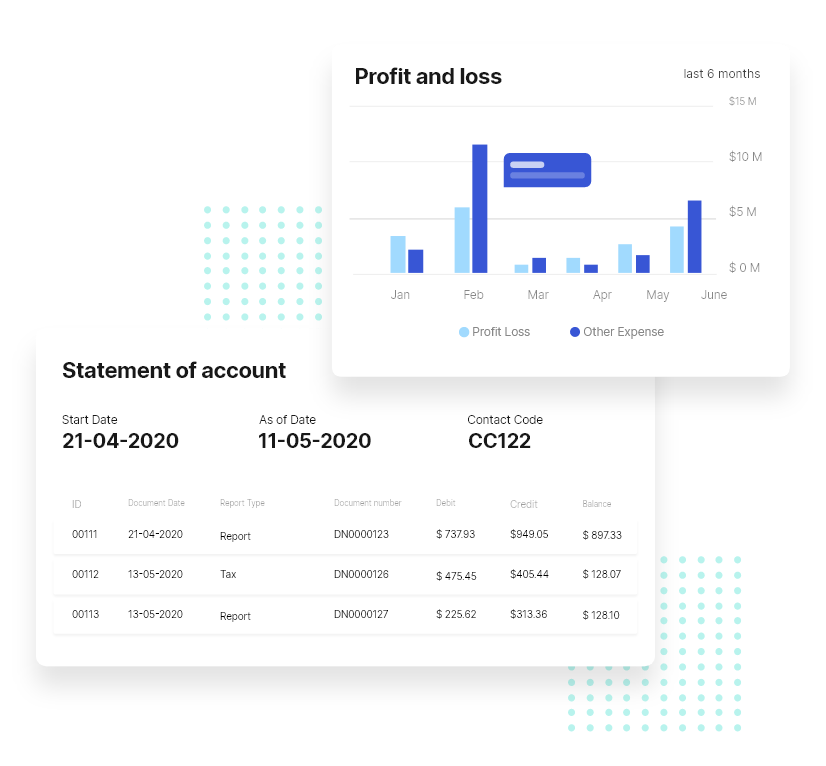 Profit and loss
last 6 months
$15 M
$10 M
$5 M
$ 0 M
Jan Feb Mar Apr May June
Profit Loss Other Expense
Statement of account
Start Date As of Date Contact Code
21-04-2020 11-05-2020 CC122
ID Document Date Report Type Document number Debit Credit Balance
00111 21-04-2020 Report DN0000123 $ 737.93 $949.05 $ 897.33
00112 13-05-2020 Tax DN0000126 $ 475.45 $405.44 $ 128.07
00113 13-05-2020 Report DN0000127 $ 225.62 $313.36 $ 128.10